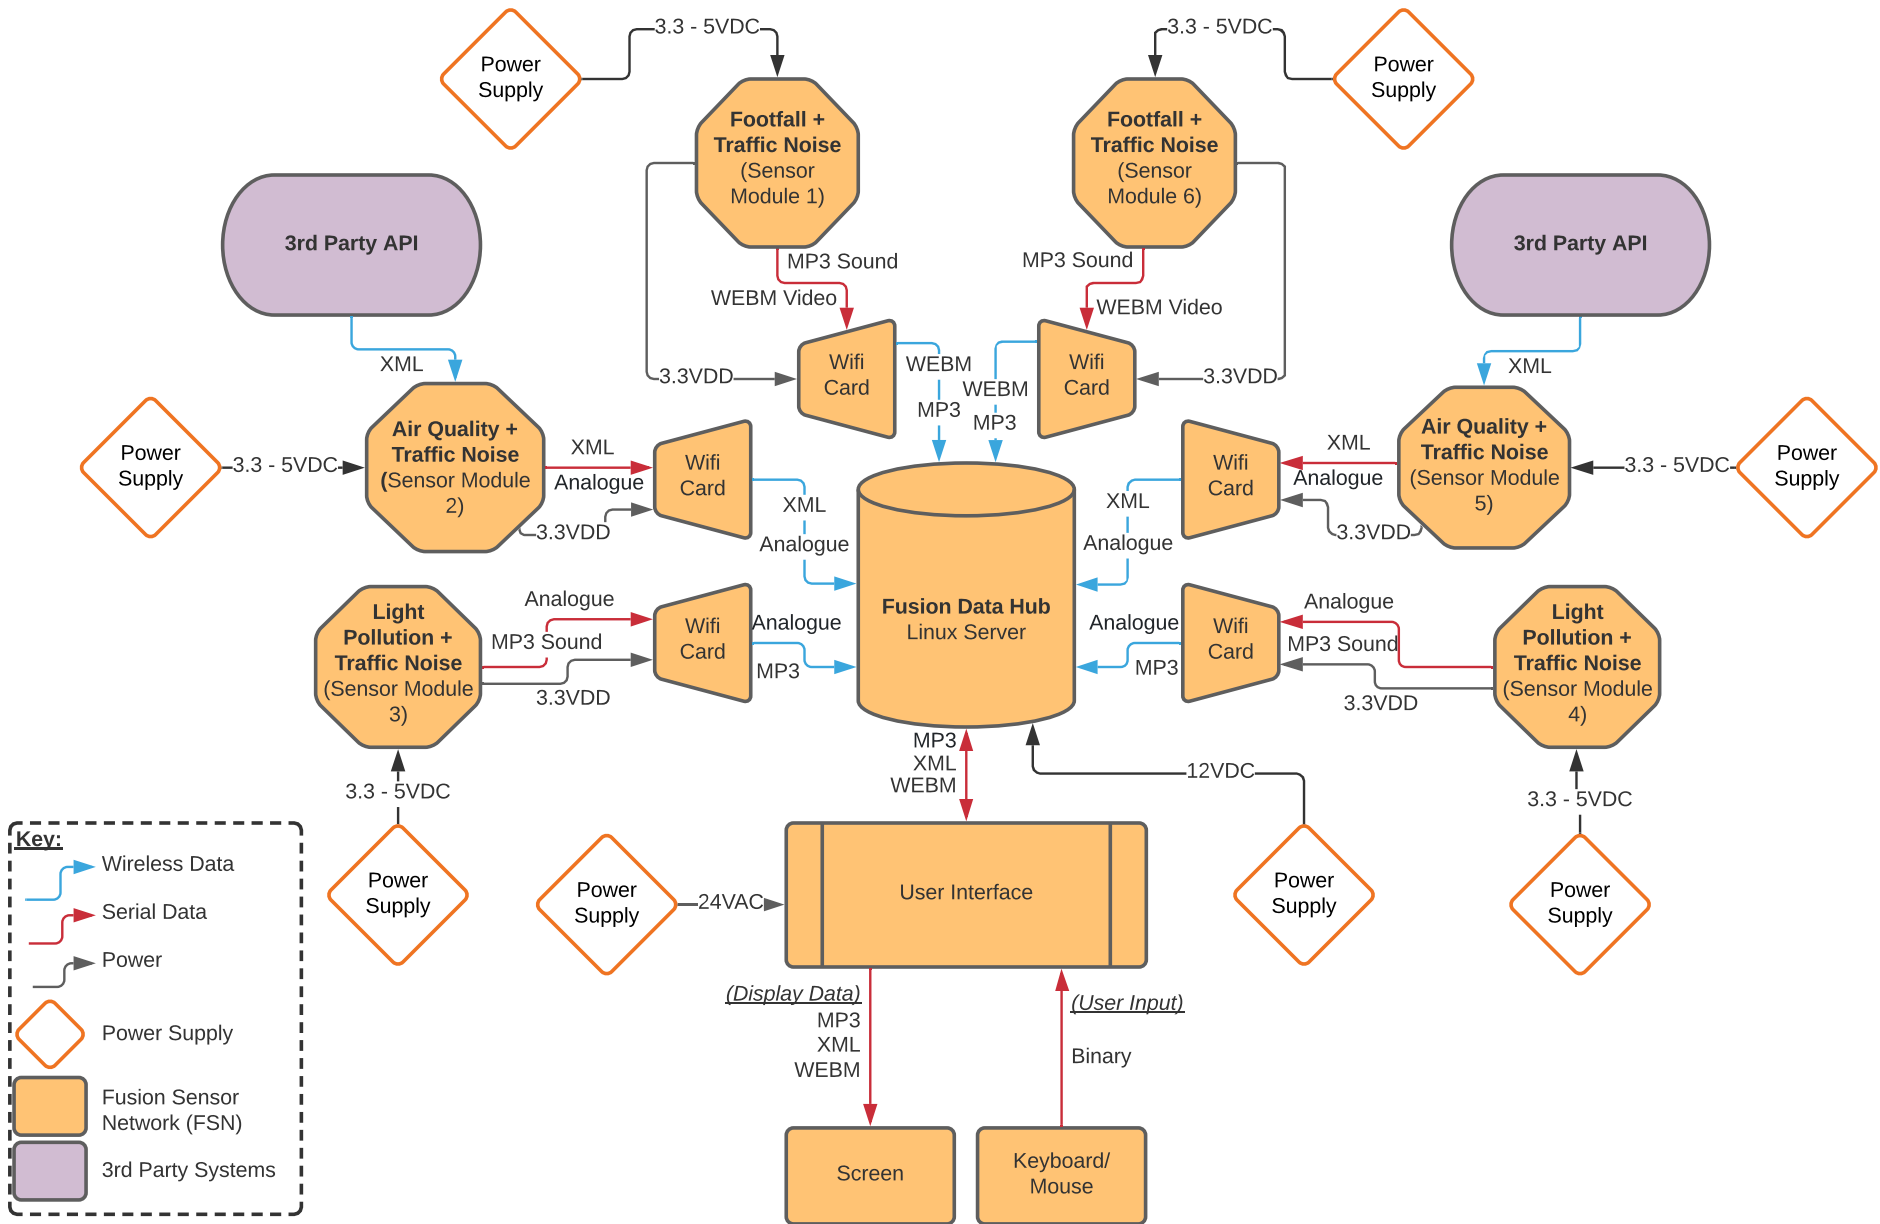 3.3 - 5VDC
3.3 - 5VDC
Power
Supply
Power
Supply
Footfall +
Traffic Noise
(Sensor
Module 1)
Footfall +
Traffic Noise
(Sensor
Module 6)
3rd Party API
3rd Party API
MP3 Sound
WEBM Video
MP3 Sound
WEBM Video
XML
XML
Wifi
Card
Wifi
Card
3.3VDD
3.3VDD
WEBM
MP3
WEBM
MP3
Power
Supply
3.3 - 5VDC
Air Quality +
Traffic Noise
(Sensor Module
2)
XML
Analogue
3.3VDD
Wifi
Card
XML
Analogue
XML
Analogue
Wifi
Card
XML
Analogue
3.3VDD
Air Quality +
Traffic Noise
(Sensor Module
5)
3.3 - 5VDC
Power
Supply
Light
Pollution +
Traffic Noise
(Sensor Module
3)
Analogue
MP3 Sound
3.3VDD
Wifi
Card
Analogue
MP3
Fusion Data Hub
Linux Server
Analogue
MP3
Wifi
Card
Analogue
MP3 Sound
3.3VDD
Light
Pollution +
Traffic Noise
(Sensor Module
4)
MP3
XML
WEBM
12VDC
3.3 - 5VDC
3.3 - 5VDC
Power
Supply
Power
Supply
24VAC
User Interface
Power
Supply
Power
Supply
(Display Data)
MP3
XML
WEBM
(User Input)
Binary
Screen
Keyboard/
Mouse
Key:
Wireless Data
Serial Data
Power
Power Supply
Fusion Sensor
Network (FSN)
3rd Party Systems